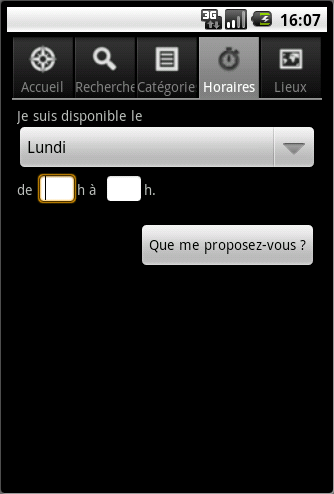 3G 16:07
Accueil Recherche Catégorie Horaires Lieux
Je suis disponible le
Lundi
de h à h.
Que me proposez-vous ?